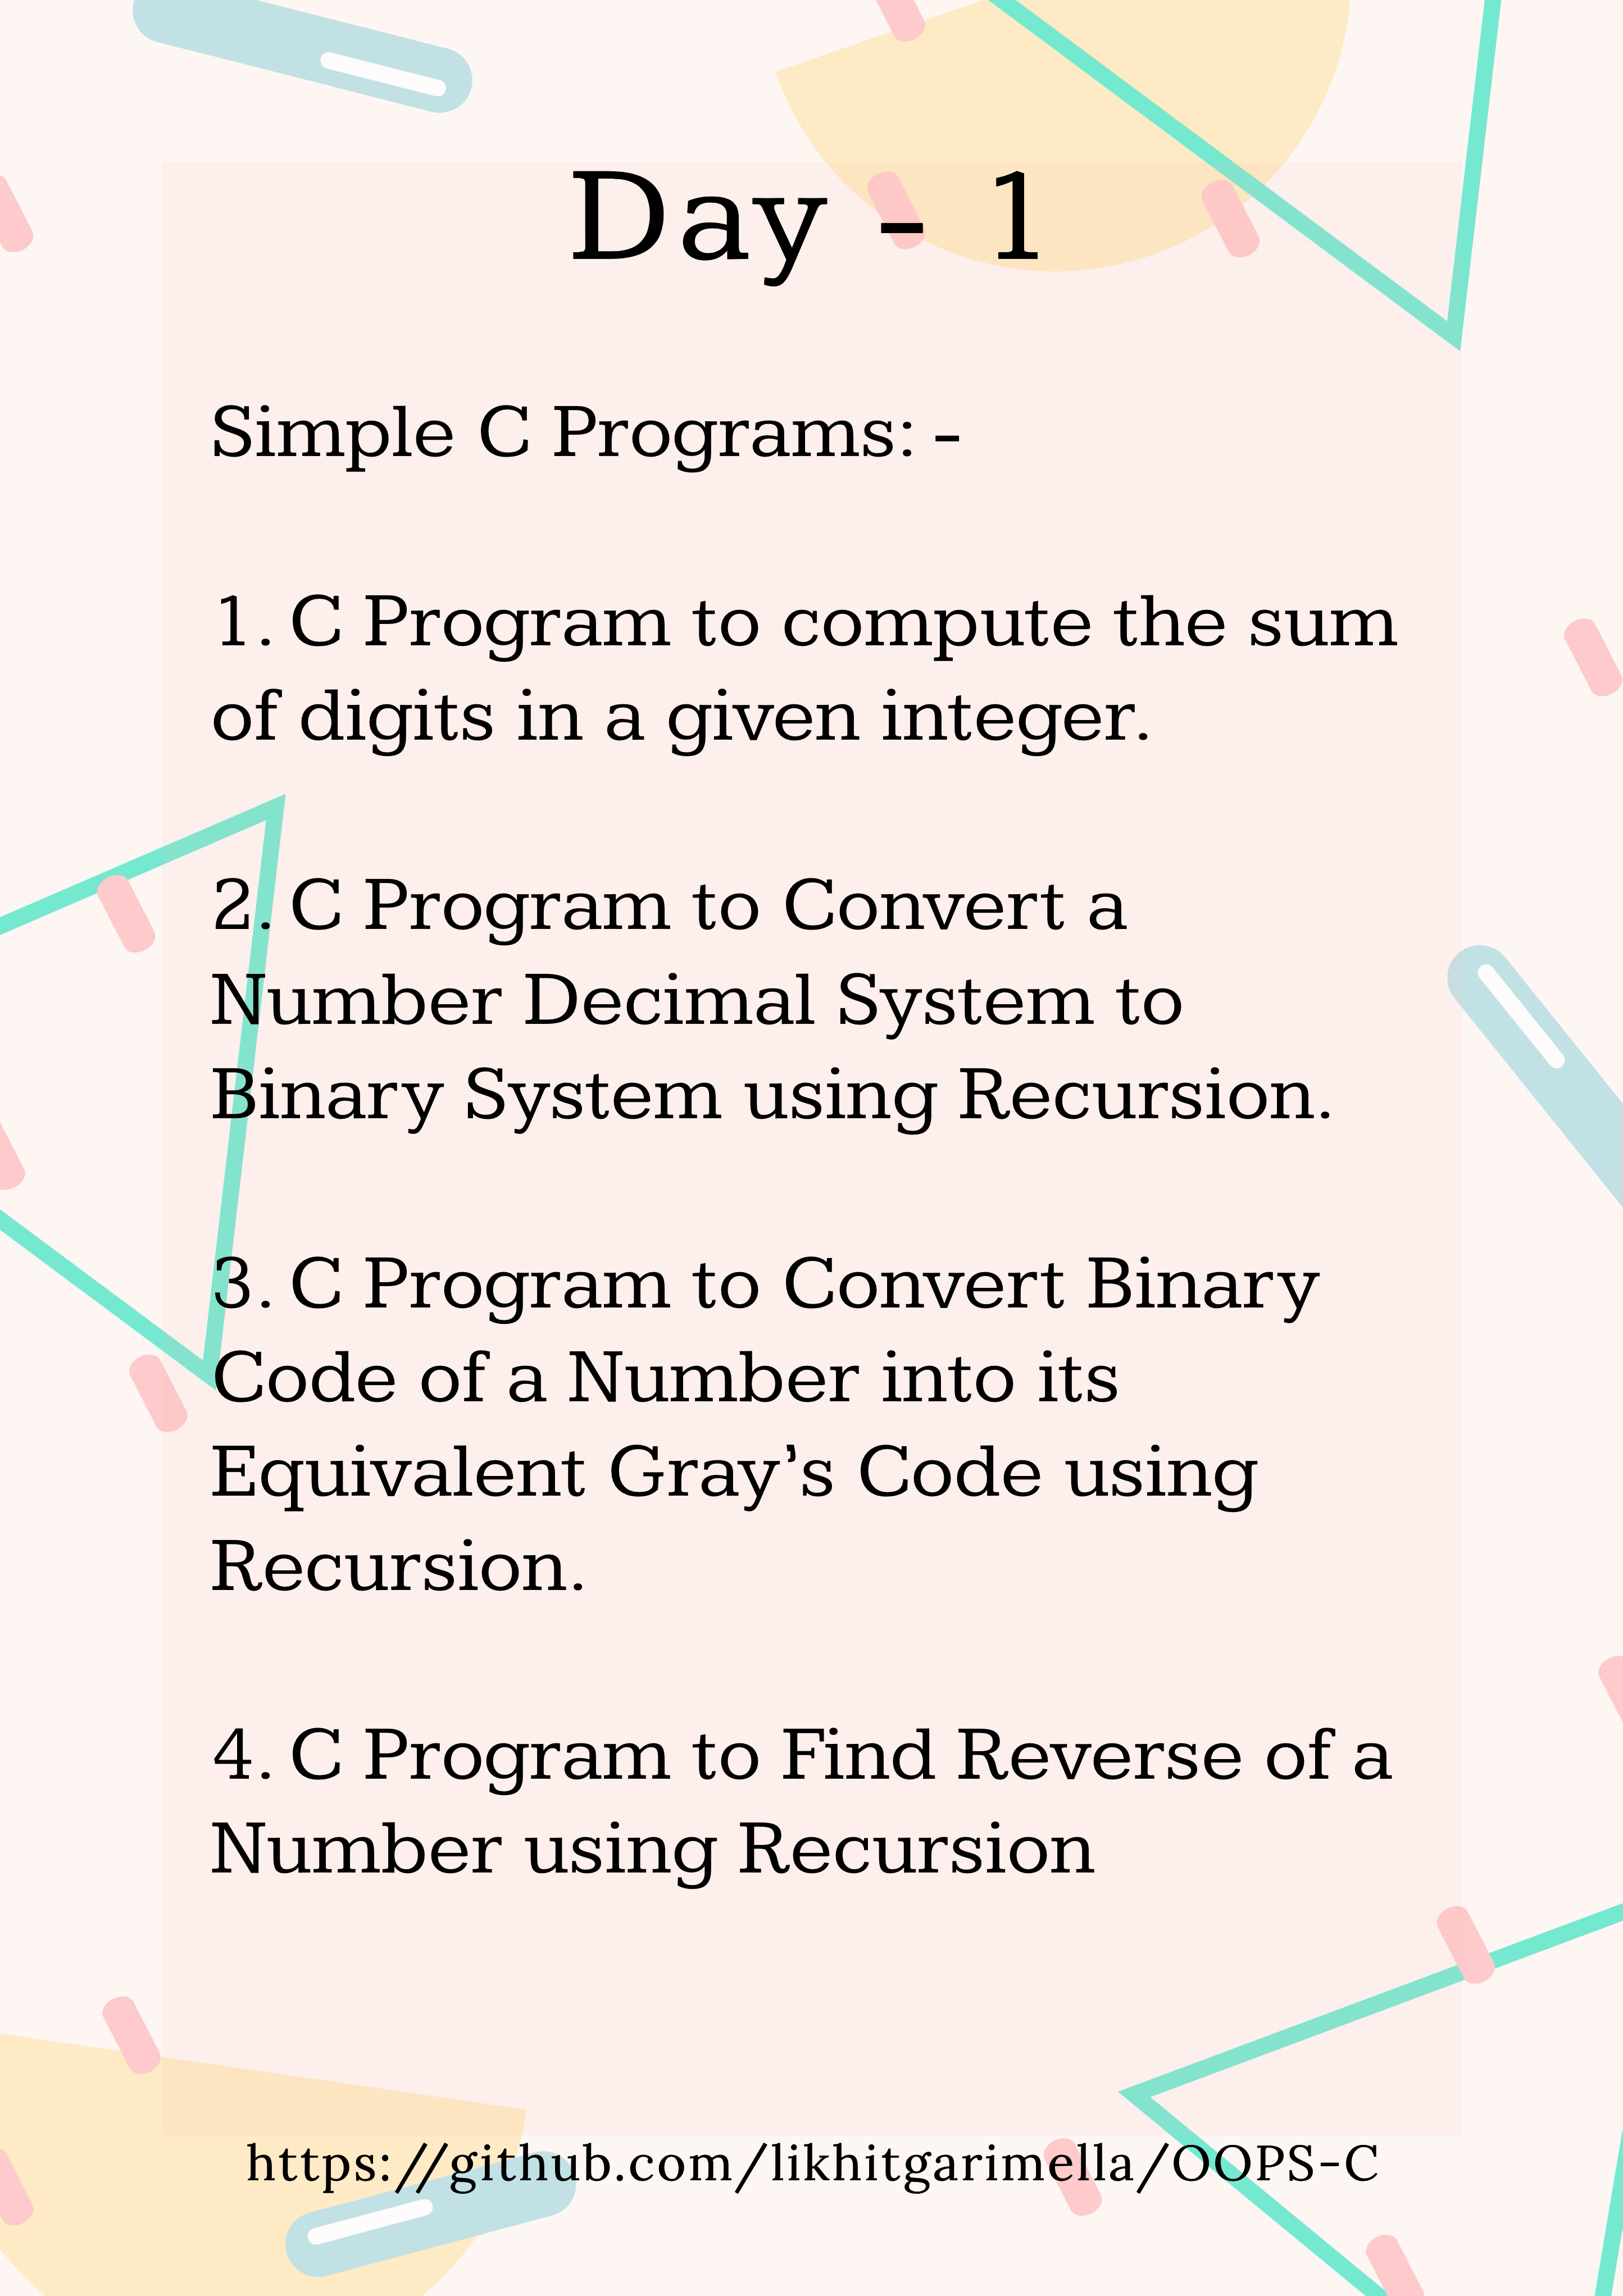 Day - 1
Simple C Programs: -
1. C Program to compute the sum
of digits in a given integer.
2. C Program to Convert a
Number Decimal System to
Binary System using Recursion.
3. C Program to Convert Binary
Code of a Number into its
Equivalent Gray's Code using
Recursion.
4. C Program to Find Reverse of a
Number using Recursion
https://github.com/likhitgarimella/OOPS-C